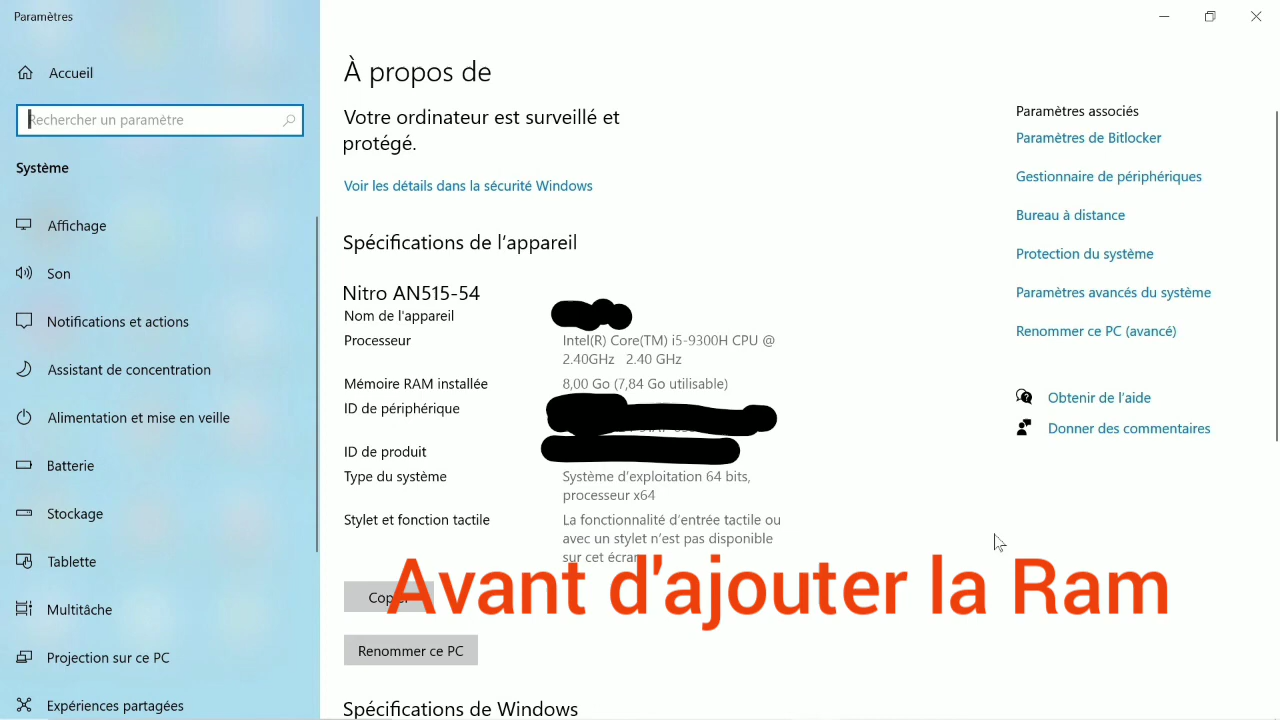 Paramètres
Accueil
Rechercher un paramètre
Système
Affichage
Son
Notifications et actions
Assistant de concentration
Alimentation et mise en veille
Batterie
Stockage
Tablette
Multitâche
Projection sur ce PC
Expériences partagées
À propos de
Votre ordinateur est surveillé et
protégé.
Voir les détails dans la sécurité Windows
Spécifications de l'appareil
Nitro AN515-54
Nom de l'appareil
Processeur Intel(R) Core(TM) i5-9300H CPU @
2.40GHz 2.40 GHz
Mémoire RAM installée 8,00 Go (7,84 Go utilisable)
ID de périphérique
ID de produit
Type du système Système d'exploitation 64 bits,
processeur x64
Stylet et fonction tactile La fonctionnalité d'entrée tactile ou
avec un stylet n'est pas disponible
sur cet écran
Avant d'ajouter la Ram
Copier
Renommer ce PC
Spécifications de Windows
Paramètres associés
Paramètres de Bitlocker
Gestionnaire de périphériques
Bureau à distance
Protection du système
Paramètres avancés du système
Renommer ce PC (avancé)
Obtenir de l'aide
Donner des commentaires